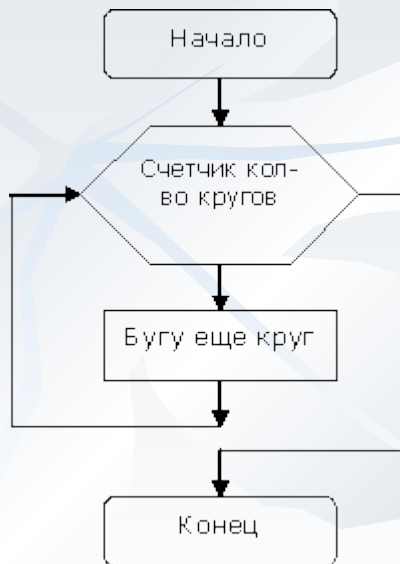 Начало
Счетчик кол-
во кругов
Бугу еще круг
Конец